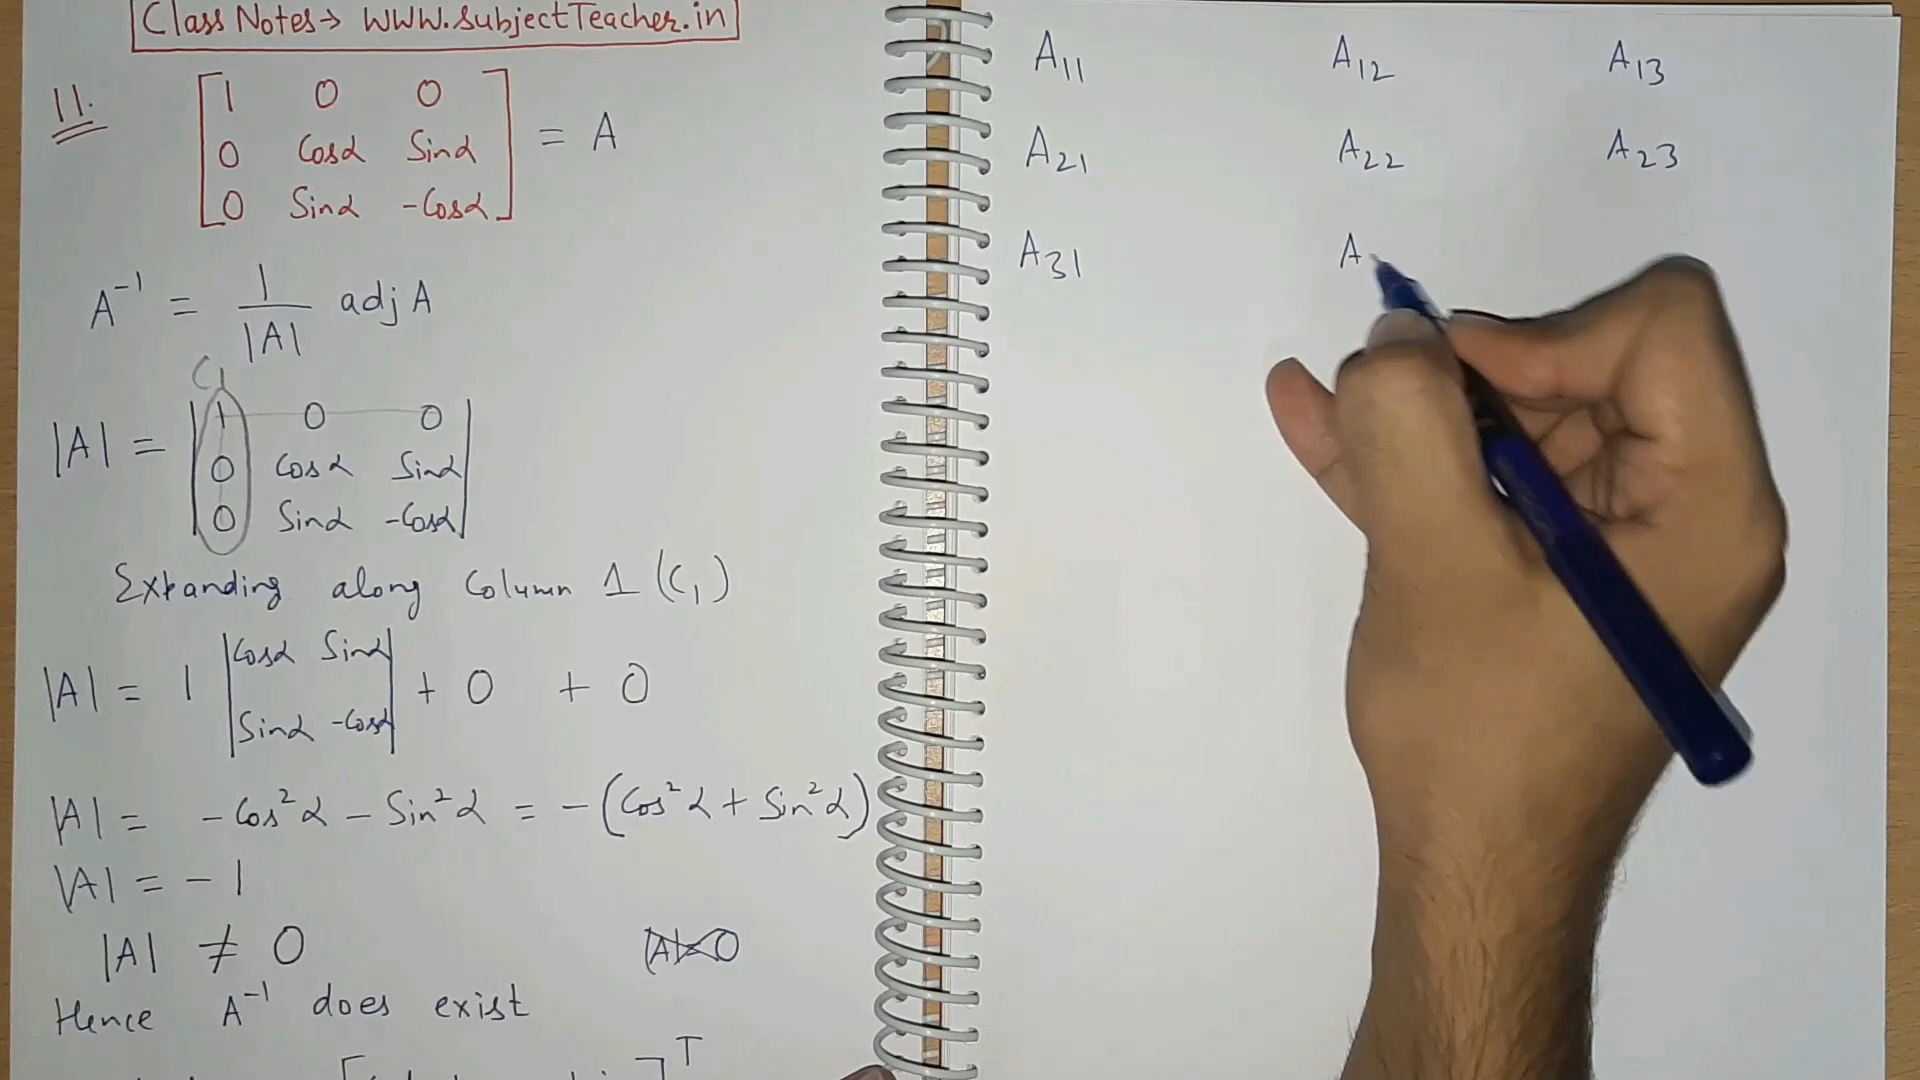 Class Notes → WWW.SubjectTeacher.in
11. [1 0 0
0 Cosα Sinα
0 Sinα -Cosα] = A
A⁻¹ = 1/|A| adj A
C₁
|A| = |1 0 0
0 Cosα Sinα
0 Sinα -Cosα|
Expanding along Column 1 (C₁)
|A| = 1 |Cosα Sinα
Sinα -Cosα| + 0 + 0
|A| = -Cos²α - Sin²α = -(Cos²α + Sin²α)
|A| = -1
|A| ≠ 0
Hence A⁻¹ does exist
]ᵀ
A₁₁ A₁₂ A₁₃
A₂₁ A₂₂ A₂₃
A₃₁ A